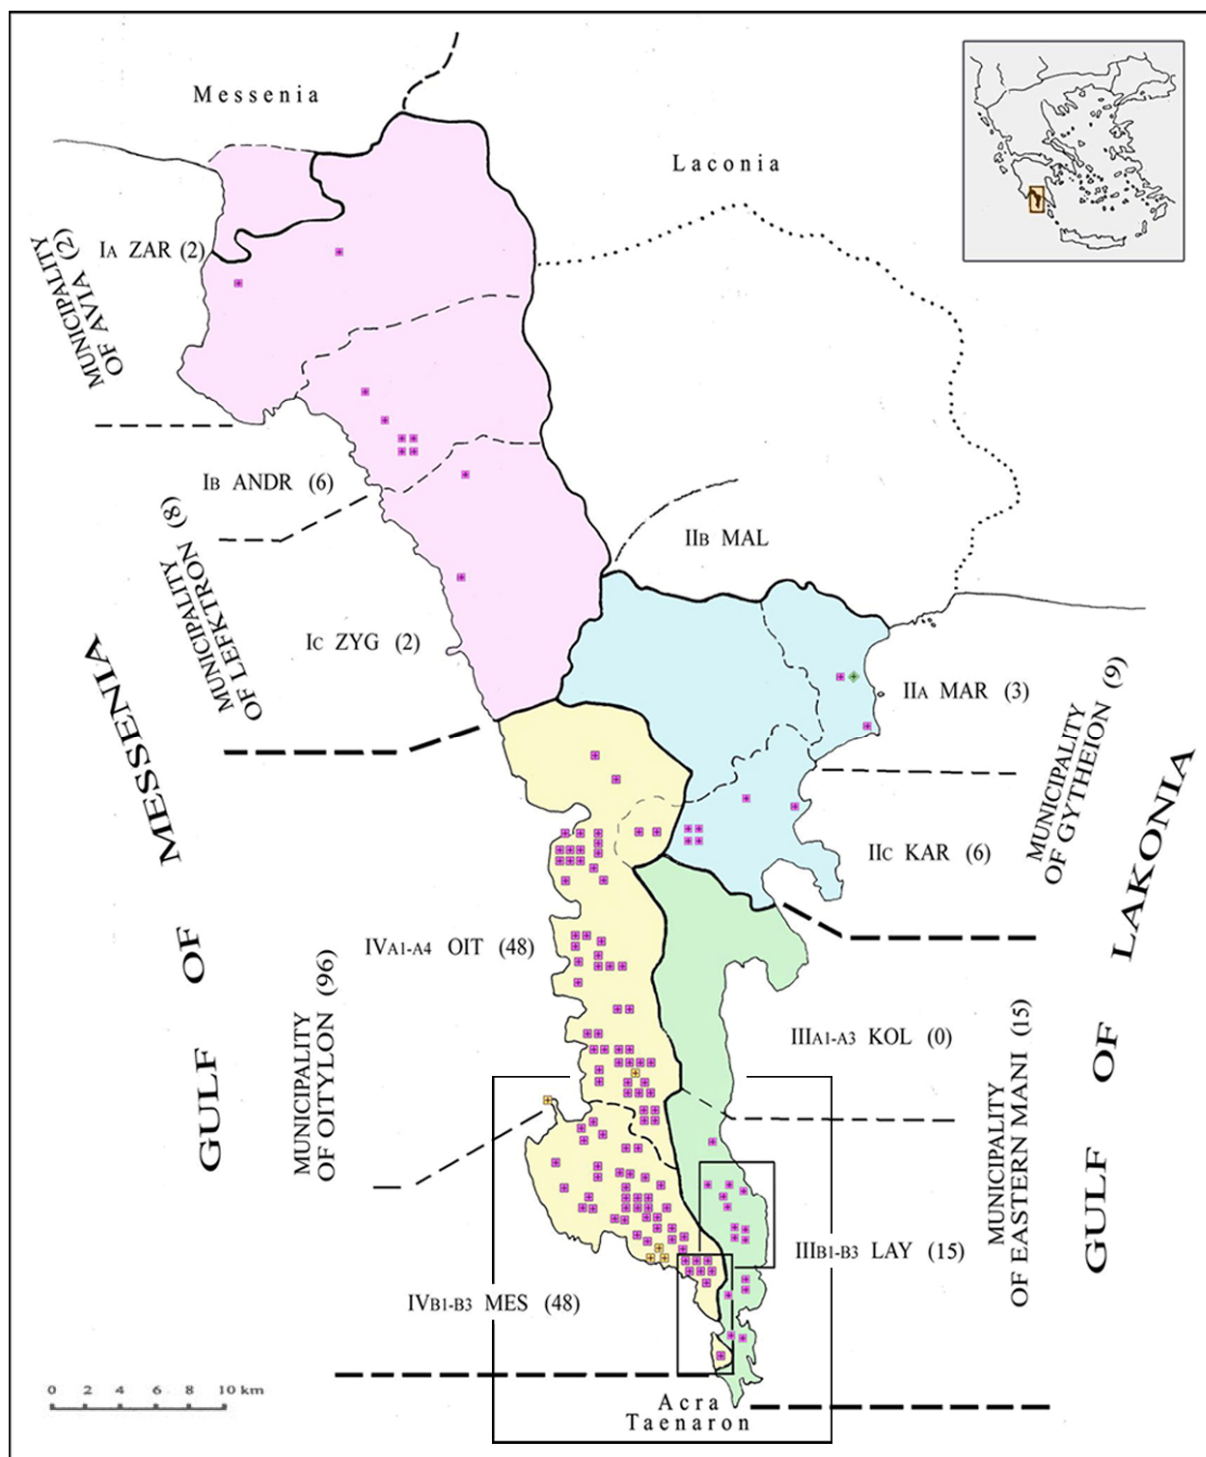 Messenia
Laconia
IA ZAR (2)
MUNICIPALITY
OF AVIA (2)
IB ANDR (6)
MUNICIPALITY
OF LEFKTRON (8)
IIB MAL
IC ZYG (2)
IIA MAR (3)
MUNICIPALITY
OF GYTHEION (9)
IIC KAR (6)
GULF OF MESSENIA
GULF OF LAKONIA
IVA1-A4 OIT (48)
MUNICIPALITY
OF OITYLON (96)
IIIA1-A3 KOL (0)
MUNICIPALITY
OF EASTERN MANI (15)
IIIB1-B3 LAY (15)
IVB1-B3 MES (48)
0 2 4 6 8 10 km
Acra
Taenaron